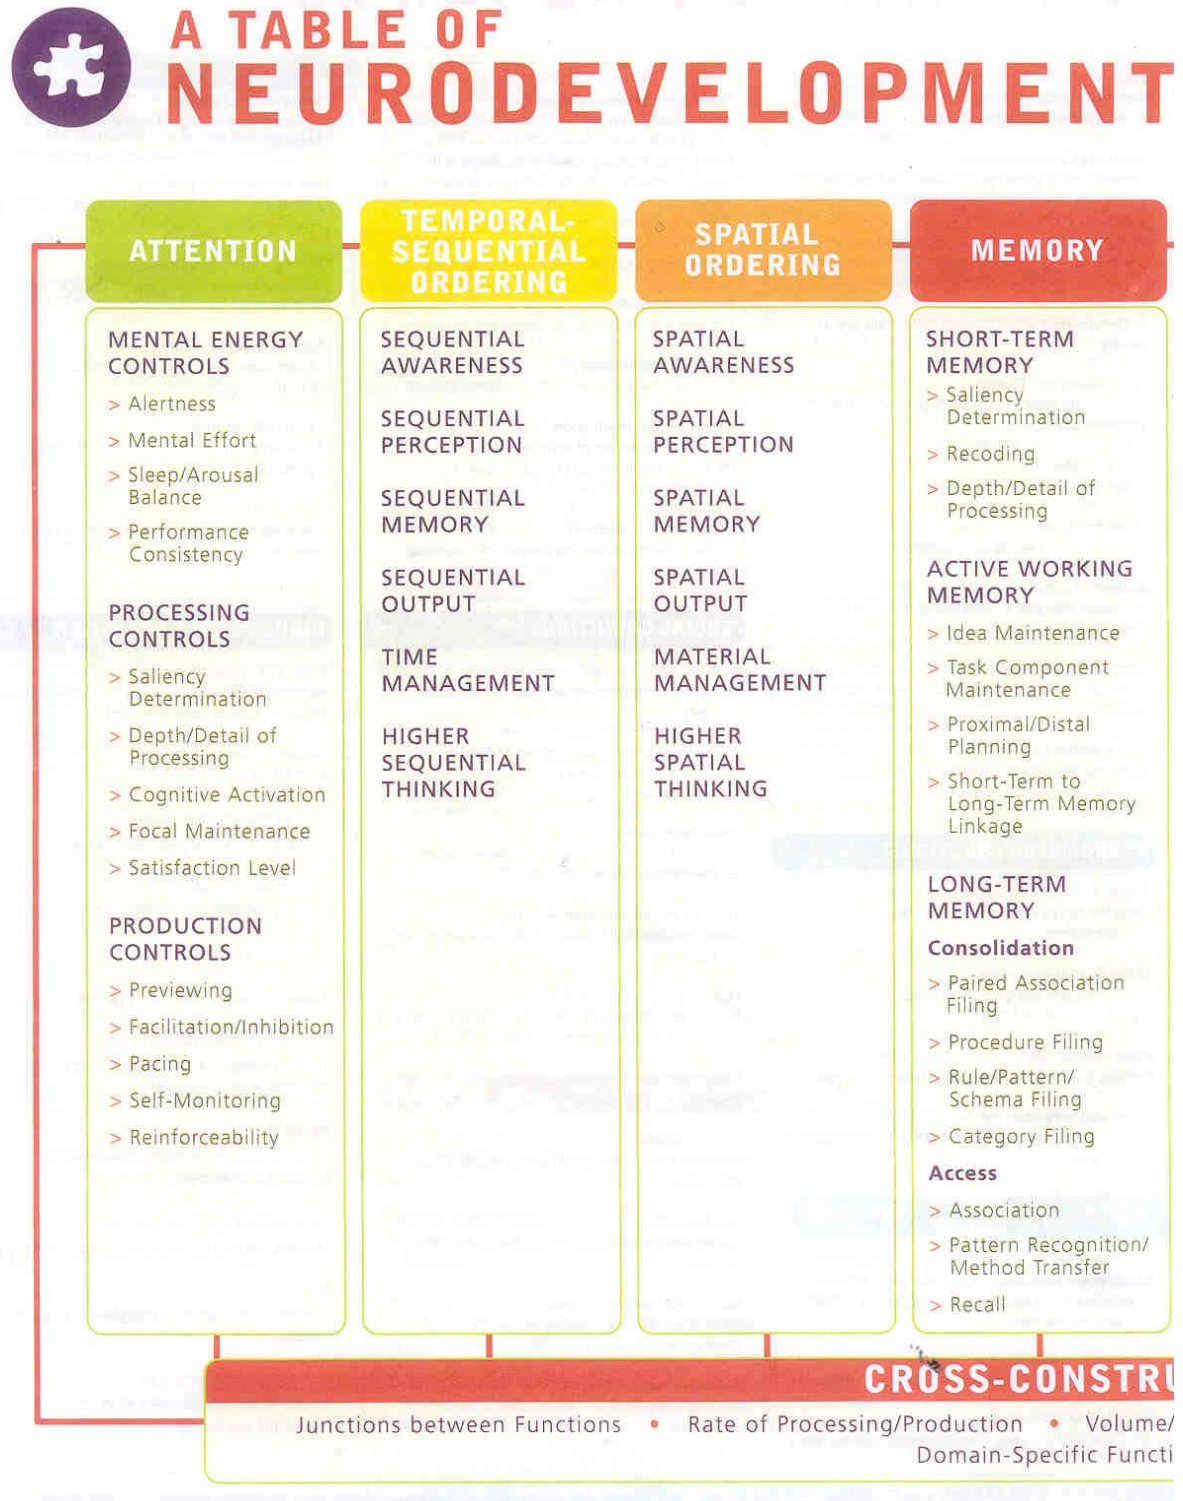 A TABLE OF
NEURODEVELOPMENT
ATTENTION
MENTAL ENERGY
CONTROLS
> Alertness
> Mental Effort
> Sleep/Arousal
Balance
> Performance
Consistency
PROCESSING
CONTROLS
> Saliency
Determination
> Depth/Detail of
Processing
> Cognitive Activation
> Focal Maintenance
> Satisfaction Level
PRODUCTION
CONTROLS
> Previewing
> Facilitation/Inhibition
> Pacing
> Self-Monitoring
> Reinforceability
TEMPORAL-
SEQUENTIAL
ORDERING
SEQUENTIAL
AWARENESS
SEQUENTIAL
PERCEPTION
SEQUENTIAL
MEMORY
SEQUENTIAL
OUTPUT
TIME
MANAGEMENT
HIGHER
SEQUENTIAL
THINKING
SPATIAL
ORDERING
SPATIAL
AWARENESS
SPATIAL
PERCEPTION
SPATIAL
MEMORY
SPATIAL
OUTPUT
MATERIAL
MANAGEMENT
HIGHER
SPATIAL
THINKING
MEMORY
SHORT-TERM
MEMORY
> Saliency
Determination
> Recoding
> Depth/Detail of
Processing
ACTIVE WORKING
MEMORY
> Idea Maintenance
> Task Component
Maintenance
> Proximal/Distal
Planning
> Short-Term to
Long-Term Memory
Linkage
LONG-TERM
MEMORY
Consolidation
> Paired Association
Filing
> Procedure Filing
> Rule/Pattern/
Schema Filing
> Category Filing
Access
> Association
> Pattern Recognition/
Method Transfer
> Recall
CROSS-CONSTRU
Junctions between Functions • Rate of Processing/Production • Volume/
Domain-Specific Functi